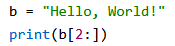 b = "Hello, World!"
print(b[2:])